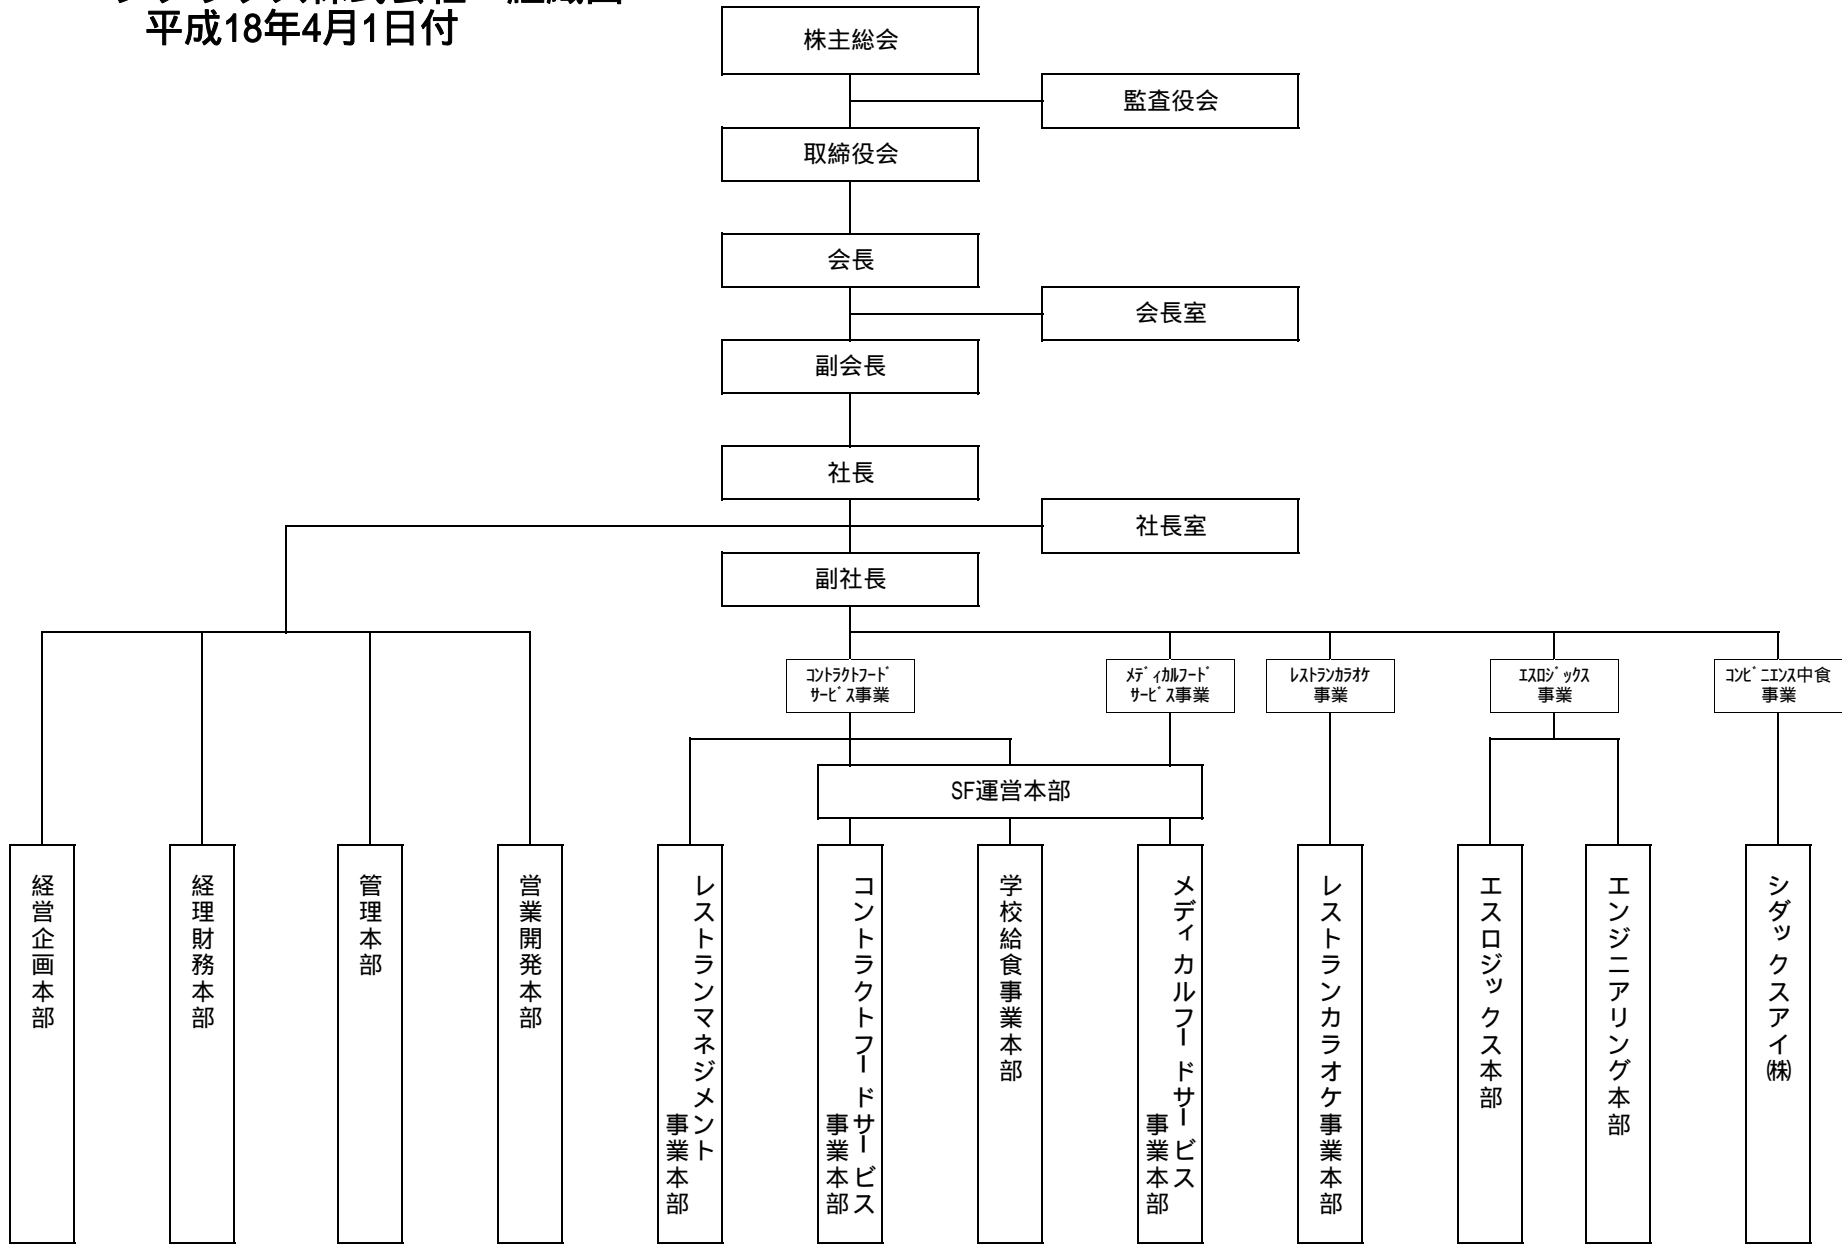 平成18年4月1日付
株主総会
監査役会
取締役会
会長
会長室
副会長
社長
社長室
副社長
ｺﾝﾄﾗｸﾄﾌｰﾄﾞ
ｻｰﾋﾞｽ事業
ﾒﾃﾞｨｶﾙﾌｰﾄﾞ
ｻｰﾋﾞｽ事業
ﾚｽﾄﾗﾝｶﾗｵｹ
事業
ｴｽﾛｼﾞｯｸｽ
事業
ｺﾝﾋﾞﾆｴﾝｽ中食
事業
SF運営本部
経営企画本部
経理財務本部
管理本部
営業開発本部
レストランマネジメント
事業本部
コントラクトフードサービス
事業本部
学校給食事業本部
メディカルフードサービス
事業本部
レストランカラオケ事業本部
エスロジックス本部
エンジニアリング本部
シダックスアイ㈱